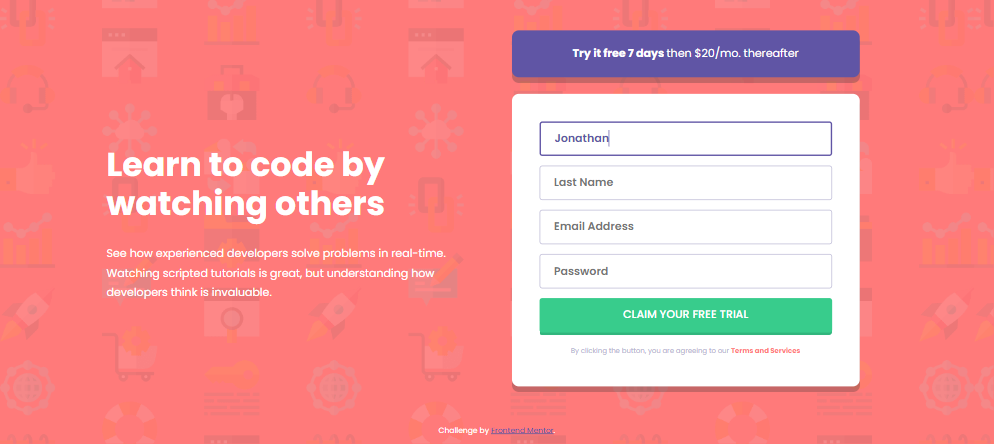 Try it free 7 days then $20/mo. thereafter
Learn to code by
watching others
See how experienced developers solve problems in real-time.
Watching scripted tutorials is great, but understanding how
developers think is invaluable.
Jonathan
Last Name
Email Address
Password
CLAIM YOUR FREE TRIAL
By clicking the button, you are agreeing to our Terms and Services
Challenge by Frontend Mentor.